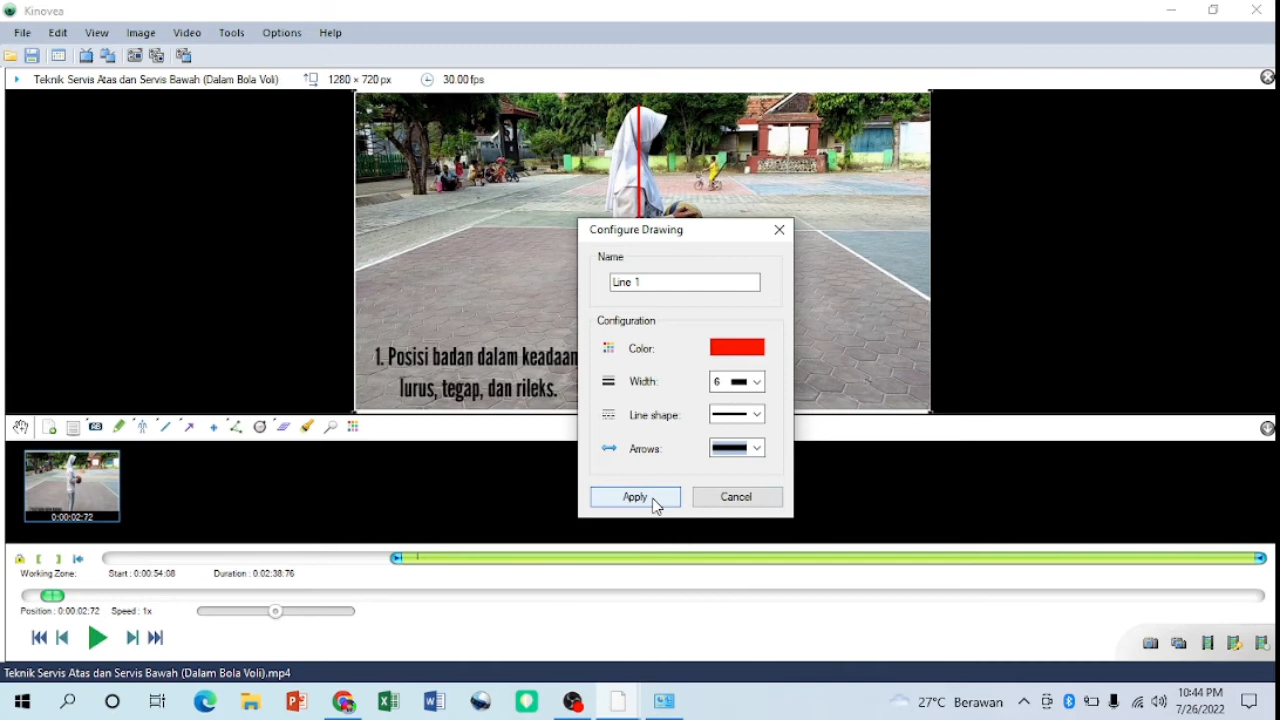 Kinovea
File Edit View Image Video Tools Options Help
Teknik Servis Atas dan Servis Bawah (Dalam Bola Voli) 1280 × 720 px 30.00 fps
1. Posisi badan dalam keadaan
lurus, tegap, dan rileks.
Configure Drawing
Name
Line 1
Configuration
Color:
Width: 6
Line shape:
Arrows:
Apply Cancel
0:00:02:72
Working Zone: Start : 0:00:54:08 Duration : 0:02:38:76
Position : 0:00:02:72 Speed : 1x
Teknik Servis Atas dan Servis Bawah (Dalam Bola Voli).mp4
27°C Berawan
10:44 PM
7/26/2022